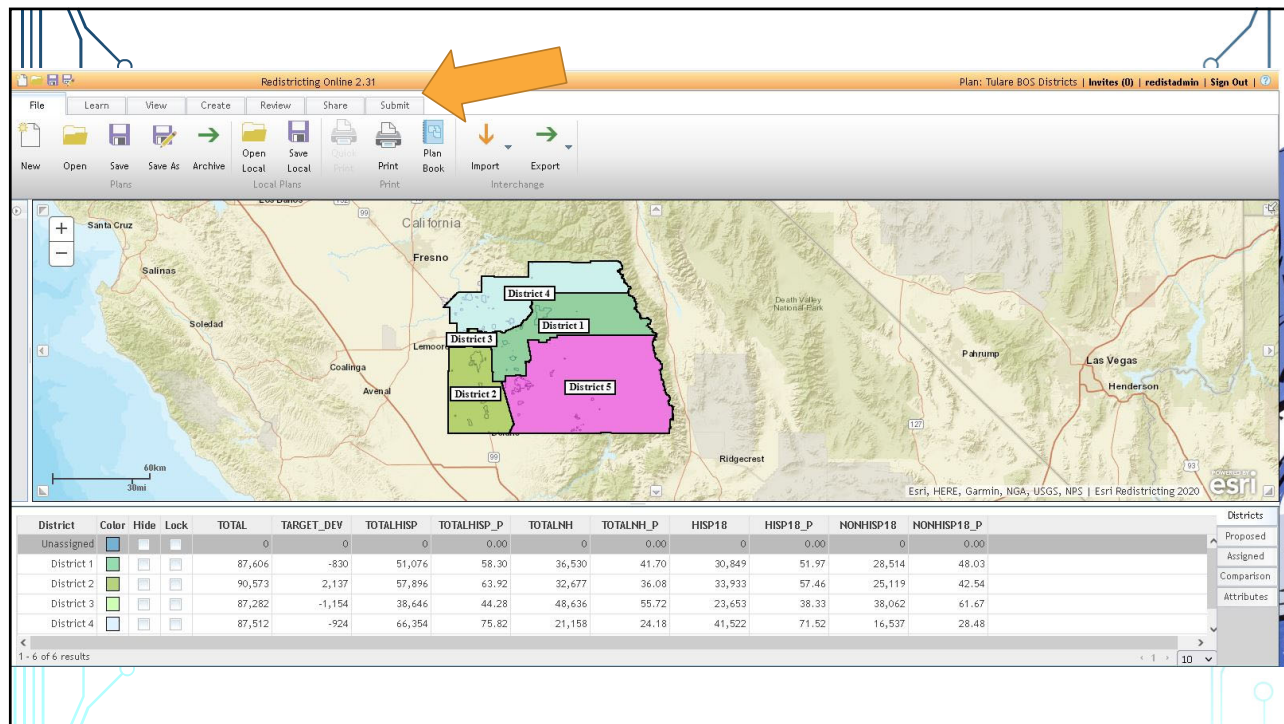 Redistricting Online 2.31
Plan: Tulare BOS Districts | Invites (0) | redistadmin | Sign Out |
File Learn View Create Review Share Submit
New Open Save Save As Archive Open Local Save Local Quick Print Print Plan Book Import Export
Plans Local Plans Print Interchange
Santa Cruz
99
California
Fresno
Salinas
Death Valley National Park
District 4
Soledad
District 1
District 3
Lemoore
Pahrump
Las Vegas
Coalinga
Henderson
District 5
Avenal
District 2
127
99
Ridgecrest
60km
30mi
93
POWERED BY
esri
Esri, HERE, Garmin, NGA, USGS, NPS | Esri Redistricting 2020
District Color Hide Lock TOTAL TARGET_DEV TOTALHISP TOTALHISP_P TOTALNH TOTALNH_P HISP18 HISP18_P NONHISP18 NONHISP18_P
Unassigned 0 0 0 0.00 0 0.00 0 0.00 0 0.00
District 1 87,606 -830 51,076 58.30 36,530 41.70 30,849 51.97 28,514 48.03
District 2 90,573 2,137 57,896 63.92 32,677 36.08 33,933 57.46 25,119 42.54
District 3 87,282 -1,154 38,646 44.28 48,636 55.72 23,653 38.33 38,062 61.67
District 4 87,512 -924 66,354 75.82 21,158 24.18 41,522 71.52 16,537 28.48
Districts
Proposed
Assigned
Comparison
Attributes
1 - 6 of 6 results
1 10